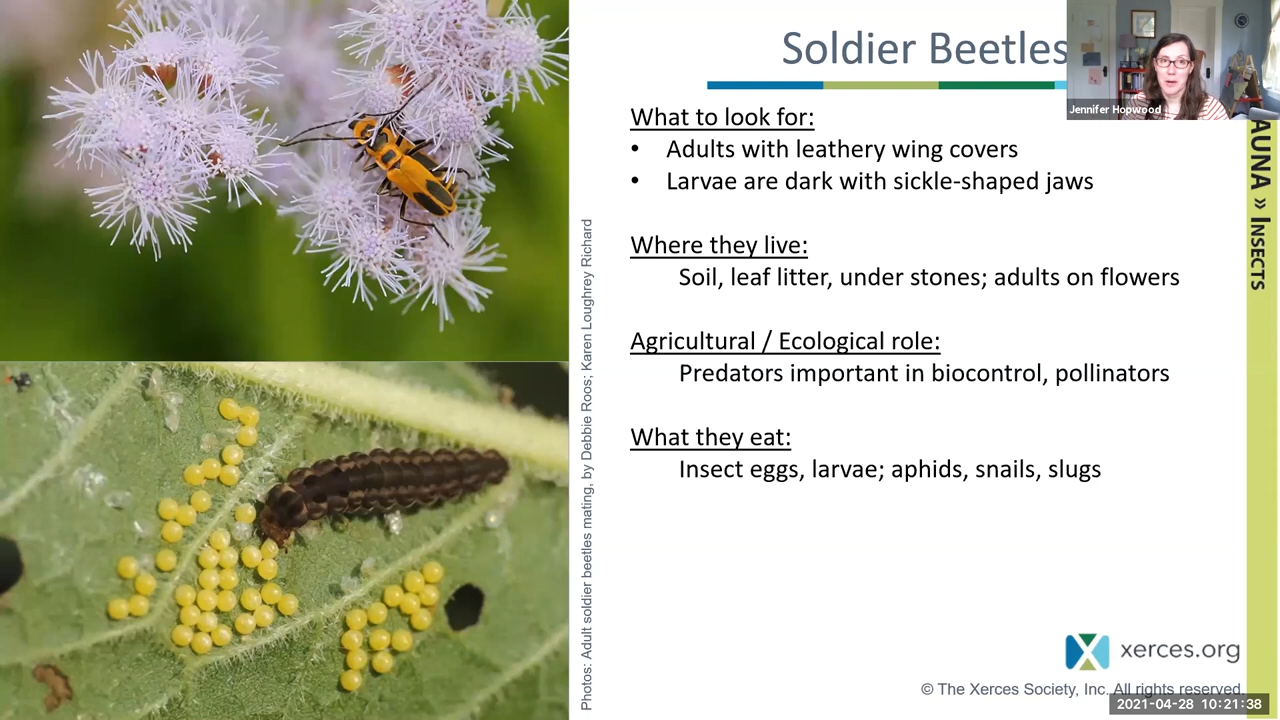 Soldier Beetles
Jennifer Hopwood
What to look for:
• Adults with leathery wing covers
• Larvae are dark with sickle-shaped jaws
Where they live:
Soil, leaf litter, under stones; adults on flowers
Agricultural / Ecological role:
Predators important in biocontrol, pollinators
What they eat:
Insect eggs, larvae; aphids, snails, slugs
Photos: Adult soldier beetles mating, by Debbie Roos; Karen Loughrey Richard
AUNA » INSECTS
xerces.org
© The Xerces Society, Inc. All rights reserved.
2021-04-28 10:21:38